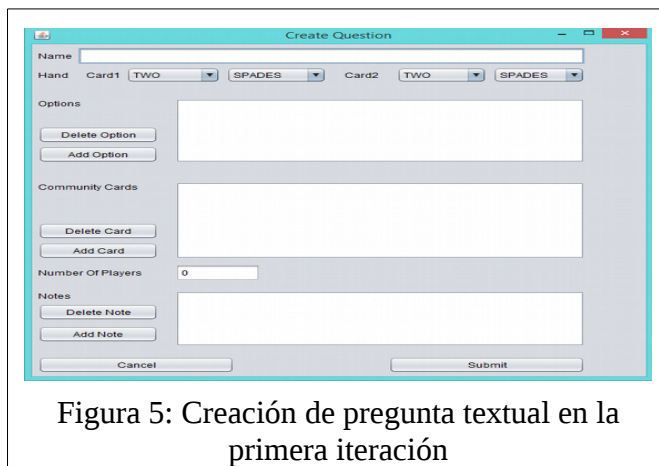 Create Question
Name
Hand Card1 TWO SPADES Card2 TWO SPADES
Options
Delete Option
Add Option
Community Cards
Delete Card
Add Card
Number Of Players 0
Notes
Delete Note
Add Note
Cancel Submit
Figura 5: Creación de pregunta textual en la
primera iteración